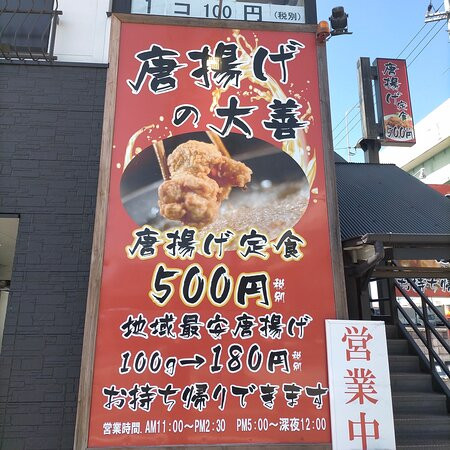 1コ100円(税別)
唐揚げ
の大善
唐揚げ定食
500円税別
地域最安唐揚げ
100g→180円税別
お持ち帰りできます
営業時間.AM11:00〜PM2:30 PM5:00〜深夜12:00
営業中
唐揚げ定食
500円